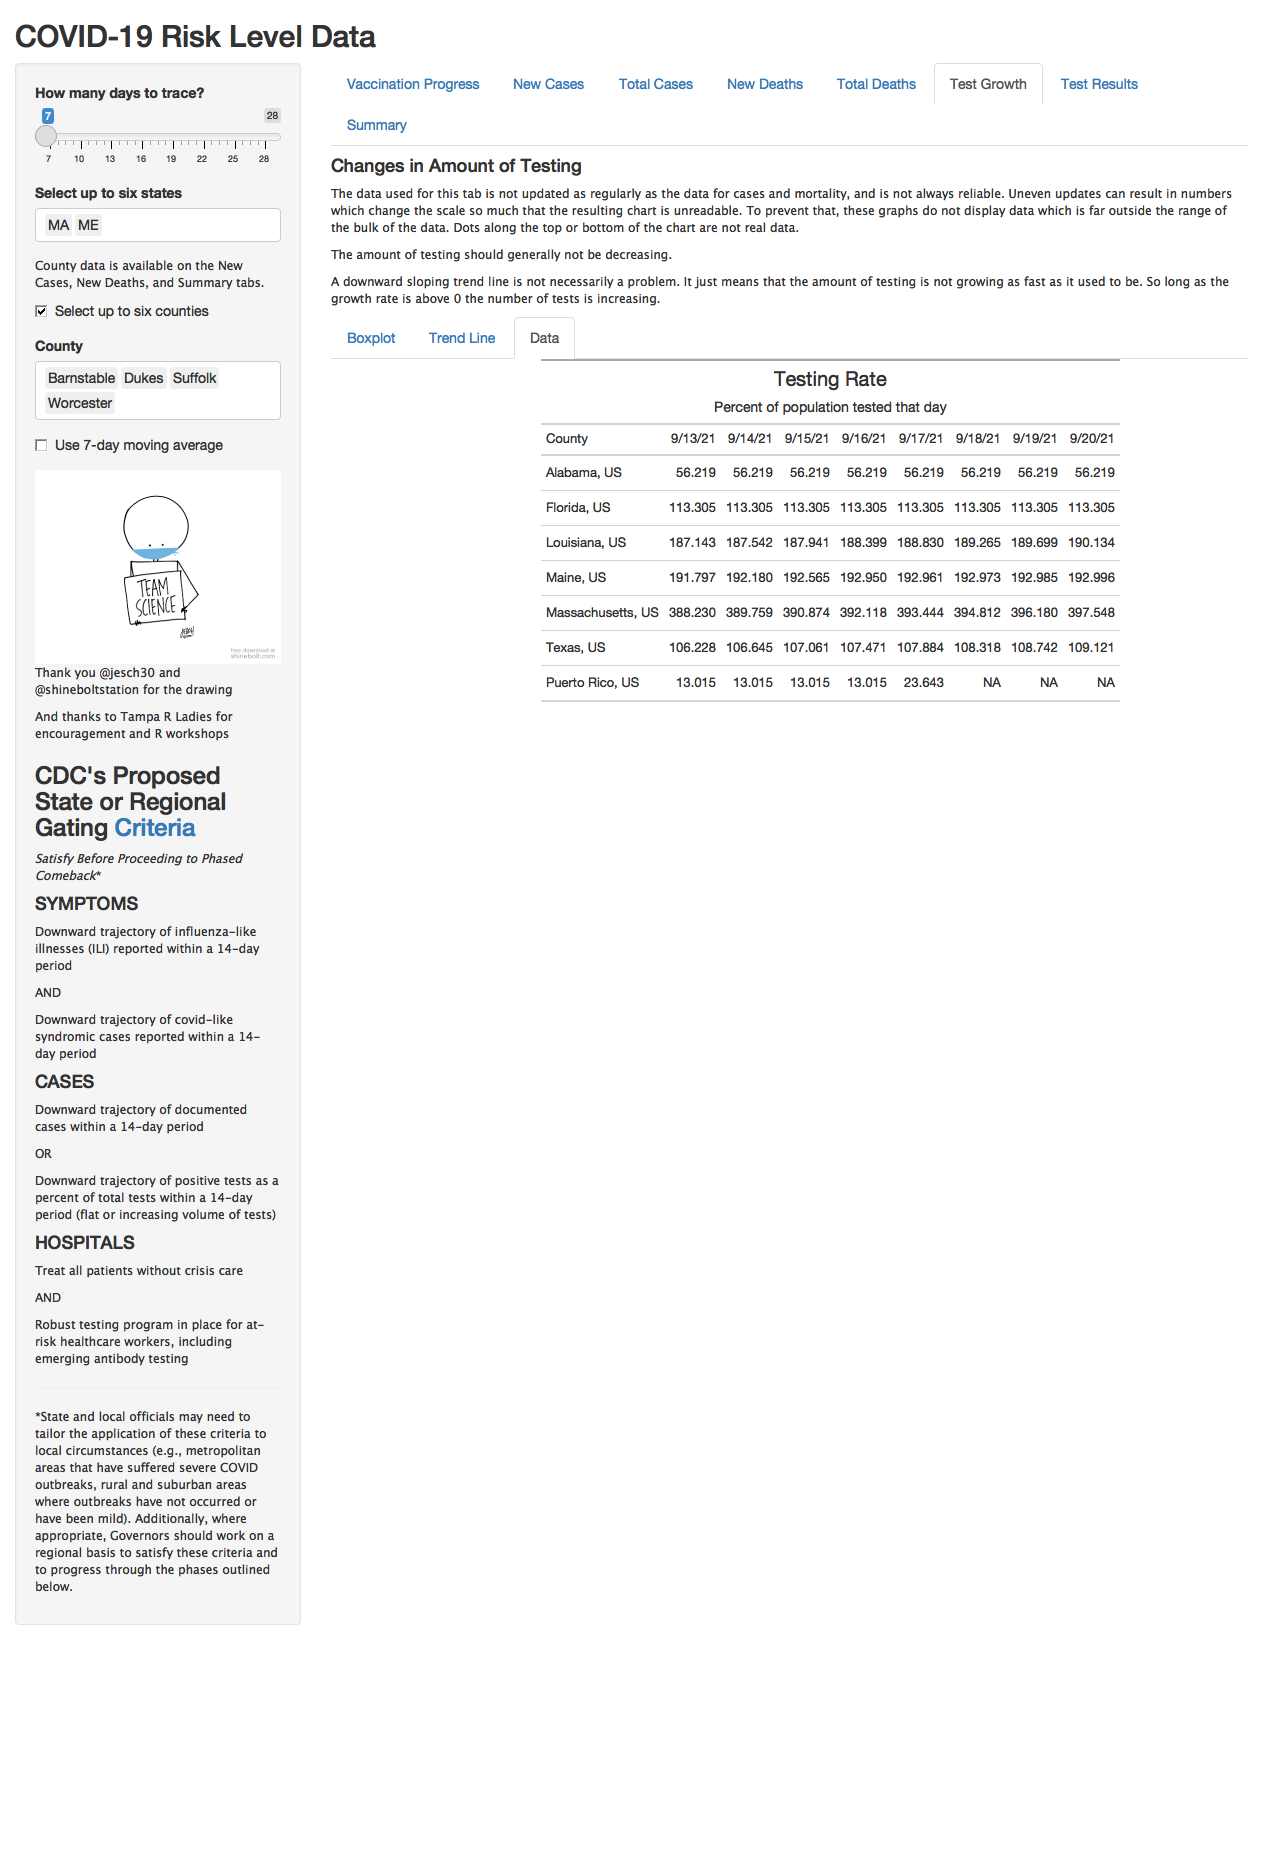 COVID-19 Risk Level Data
How many days to trace?
7 28
7 10 13 16 19 22 25 28
Select up to six states
MA ME
County data is available on the New
Cases, New Deaths, and Summary tabs.
Select up to six counties
County
Barnstable Dukes Suffolk
Worcester
Use 7-day moving average
TEAM
SCIENCE
free download at
shinebolt.com
Thank you @jesch30 and
@shineboltstation for the drawing
And thanks to Tampa R Ladies for
encouragement and R workshops
CDC's Proposed
State or Regional
Gating Criteria
Satisfy Before Proceeding to Phased
Comeback*
SYMPTOMS
Downward trajectory of influenza-like
illnesses (ILI) reported within a 14-day
period
AND
Downward trajectory of covid-like
syndromic cases reported within a 14-
day period
CASES
Downward trajectory of documented
cases within a 14-day period
OR
Downward trajectory of positive tests as a
percent of total tests within a 14-day
period (flat or increasing volume of tests)
HOSPITALS
Treat all patients without crisis care
AND
Robust testing program in place for at-
risk healthcare workers, including
emerging antibody testing
*State and local officials may need to
tailor the application of these criteria to
local circumstances (e.g., metropolitan
areas that have suffered severe COVID
outbreaks, rural and suburban areas
where outbreaks have not occurred or
have been mild). Additionally, where
appropriate, Governors should work on a
regional basis to satisfy these criteria and
to progress through the phases outlined
below.
Vaccination Progress New Cases Total Cases New Deaths Total Deaths Test Growth Test Results
Summary
Changes in Amount of Testing
The data used for this tab is not updated as regularly as the data for cases and mortality, and is not always reliable. Uneven updates can result in numbers
which change the scale so much that the resulting chart is unreadable. To prevent that, these graphs do not display data which is far outside the range of
the bulk of the data. Dots along the top or bottom of the chart are not real data.
The amount of testing should generally not be decreasing.
A downward sloping trend line is not necessarily a problem. It just means that the amount of testing is not growing as fast as it used to be. So long as the
growth rate is above 0 the number of tests is increasing.
Boxplot Trend Line Data
Testing Rate
Percent of population tested that day
County 9/13/21 9/14/21 9/15/21 9/16/21 9/17/21 9/18/21 9/19/21 9/20/21
Alabama, US 56.219 56.219 56.219 56.219 56.219 56.219 56.219 56.219
Florida, US 113.305 113.305 113.305 113.305 113.305 113.305 113.305 113.305
Louisiana, US 187.143 187.542 187.941 188.399 188.830 189.265 189.699 190.134
Maine, US 191.797 192.180 192.565 192.950 192.961 192.973 192.985 192.996
Massachusetts, US 388.230 389.759 390.874 392.118 393.444 394.812 396.180 397.548
Texas, US 106.228 106.645 107.061 107.471 107.884 108.318 108.742 109.121
Puerto Rico, US 13.015 13.015 13.015 13.015 23.643 NA NA NA